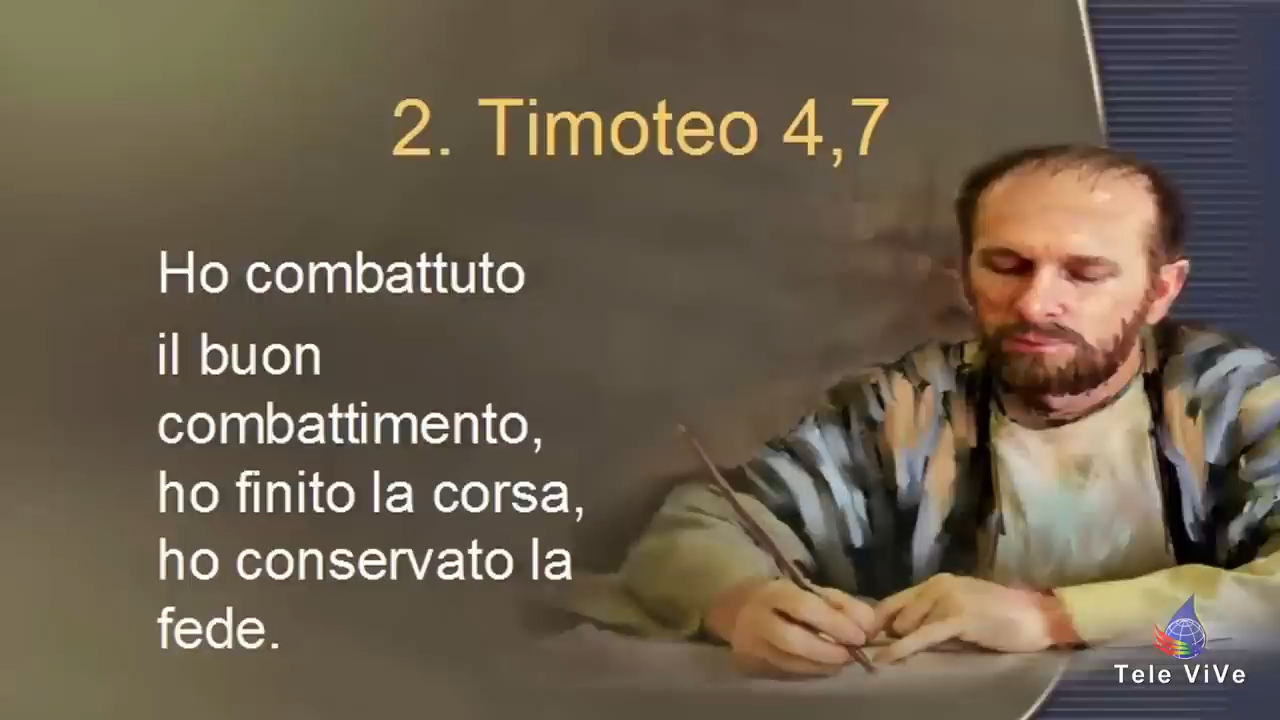 2. Timoteo 4,7
Ho combattuto
il buon
combattimento,
ho finito la corsa,
ho conservato la
fede.
Tele ViVe